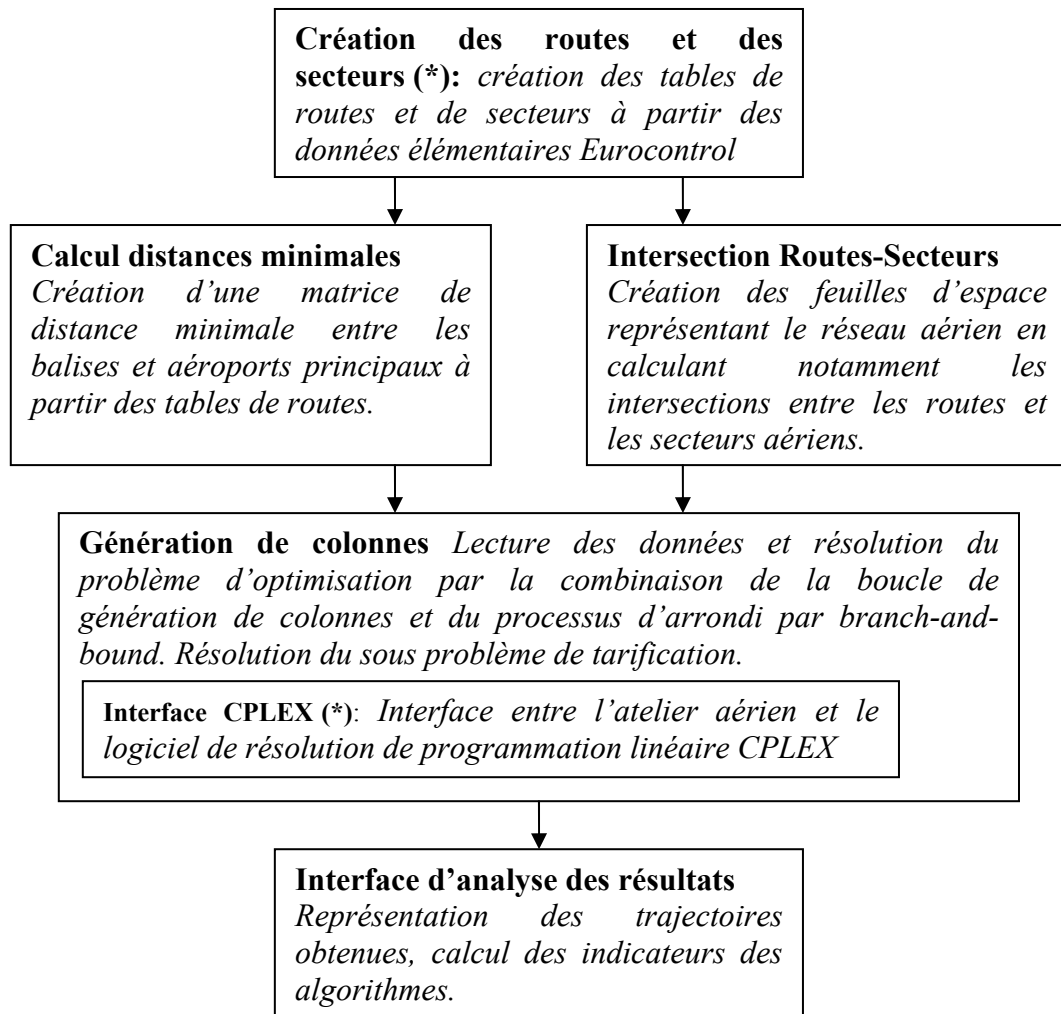 Création des routes et des
secteurs (*): création des tables de
routes et de secteurs à partir des
données élémentaires Eurocontrol
Calcul distances minimales
Création d’une matrice de
distance minimale entre les
balises et aéroports principaux à
partir des tables de routes.
Intersection Routes-Secteurs
Création des feuilles d’espace
représentant le réseau aérien en
calculant notamment les
intersections entre les routes et
les secteurs aériens.
Génération de colonnes Lecture des données et résolution du
problème d’optimisation par la combinaison de la boucle de
génération de colonnes et du processus d’arrondi par branch-and-
bound. Résolution du sous problème de tarification.
Interface CPLEX (*): Interface entre l’atelier aérien et le
logiciel de résolution de programmation linéaire CPLEX
Interface d’analyse des résultats
Représentation des trajectoires
obtenues, calcul des indicateurs des
algorithmes.